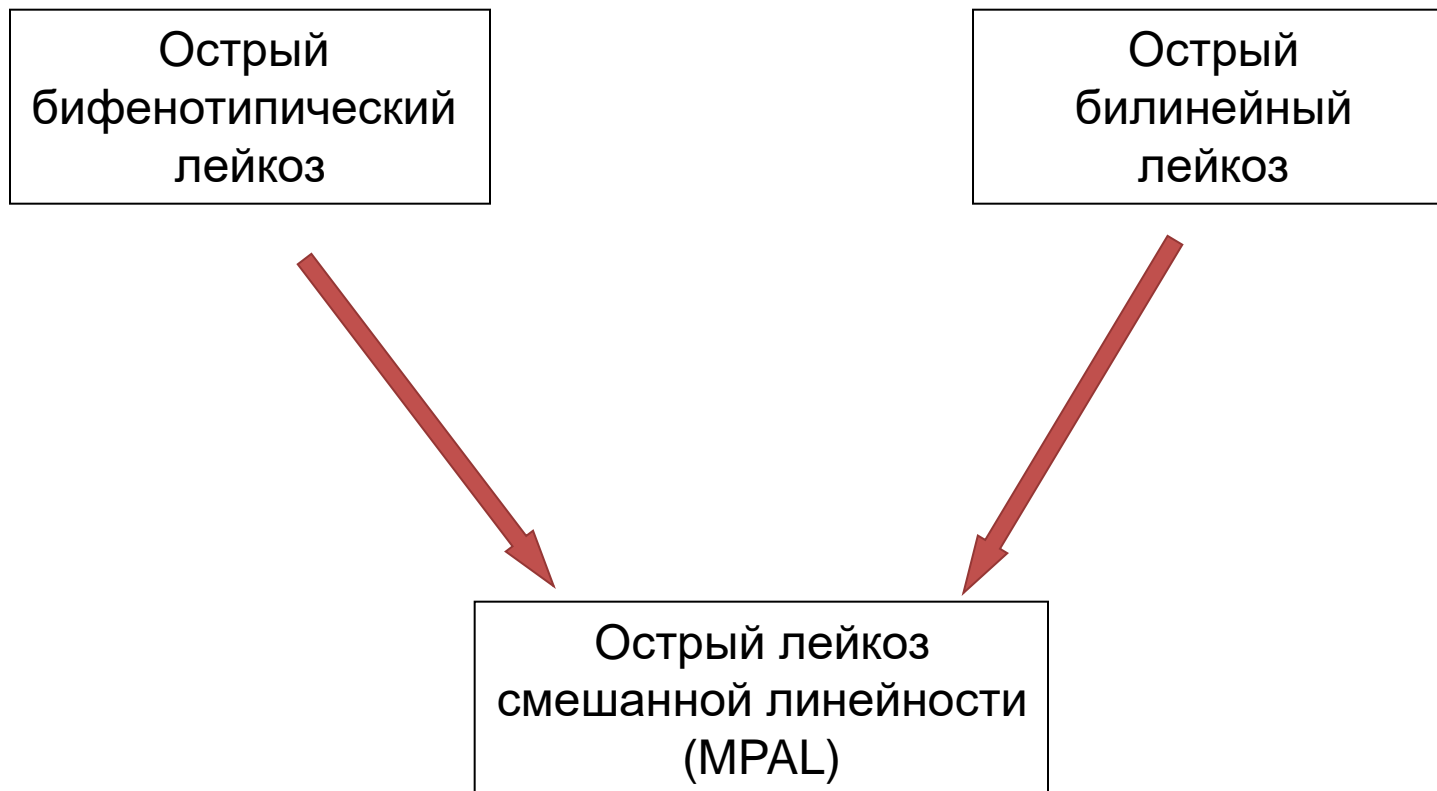 Острый
бифенотипический
лейкоз
Острый
билинейный
лейкоз
Острый лейкоз
смешанной линейности
(MPAL)